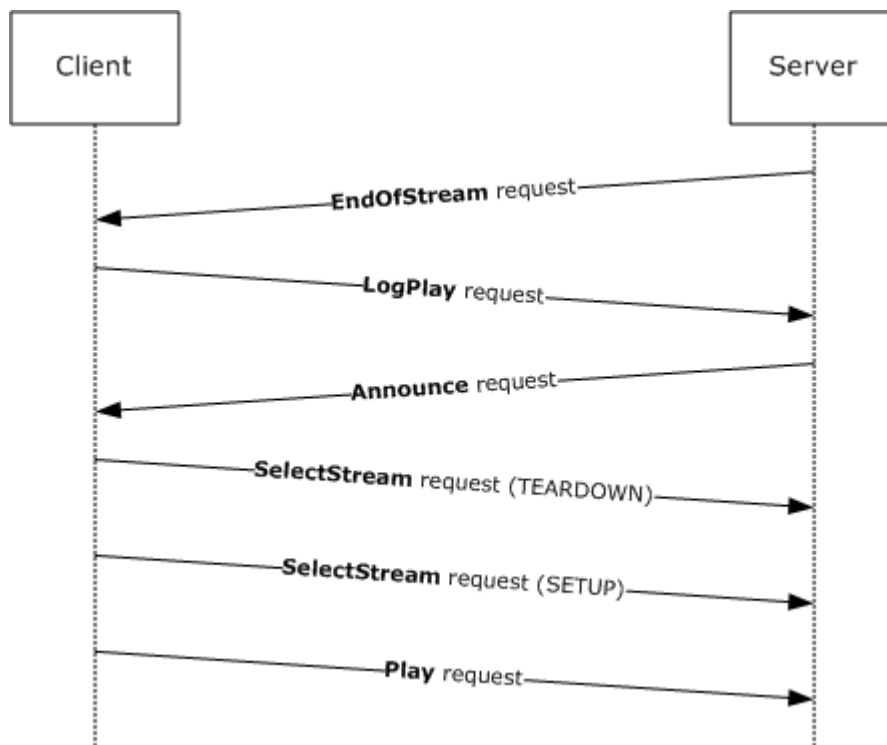 Client
Server
EndOfStream request
LogPlay request
Announce request
SelectStream request (TEARDOWN)
SelectStream request (SETUP)
Play request